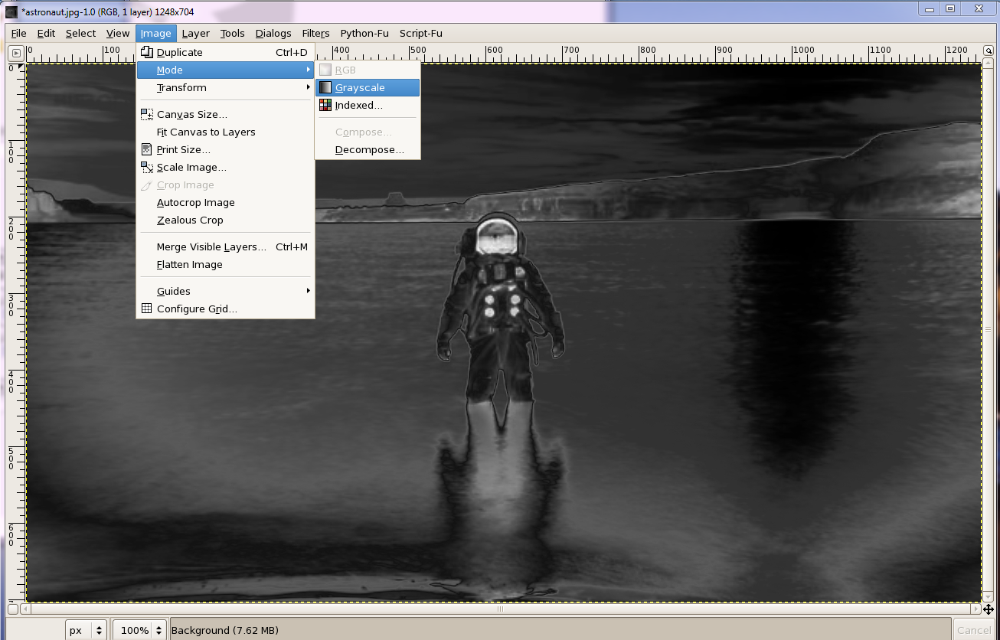 *astronaut.jpg-1.0 (RGB, 1 layer) 1248x704
File Edit Select View Image Layer Tools Dialogs Filters Python-Fu Script-Fu
0 100 400 500 600 700 800 900 1000 1100 1200
Duplicate Ctrl+D
Mode
Transform
Canvas Size...
Fit Canvas to Layers
Print Size...
Scale Image...
Crop Image
Autocrop Image
Zealous Crop
Merge Visible Layers... Ctrl+M
Flatten Image
Guides
Configure Grid...
RGB
Grayscale
Indexed...
Compose...
Decompose...
0
100
200
300
400
500
600
px 100% Background (7.62 MB) Cancel